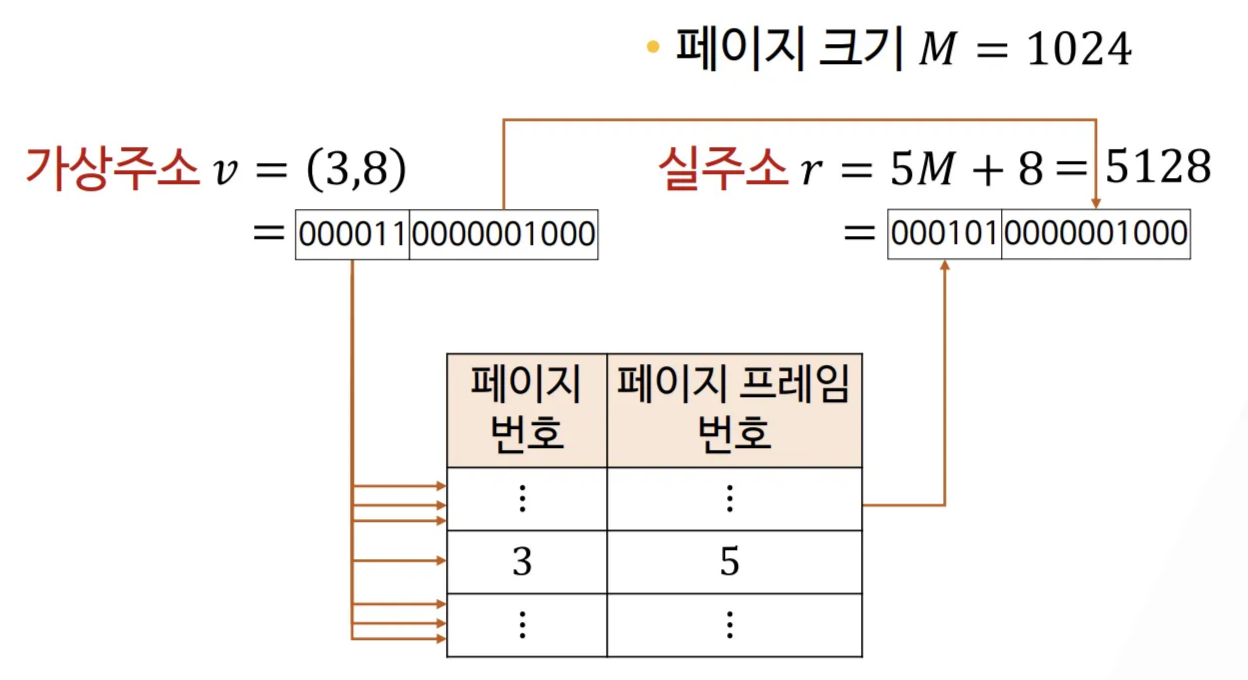 • 페이지 크기 M = 1024
가상주소 v = (3,8)
= 000011 0000001000
실주소 r = 5M + 8 = 5128
= 000101 0000001000
페이지 번호 페이지 프레임 번호
⋮ ⋮
3 5
⋮ ⋮